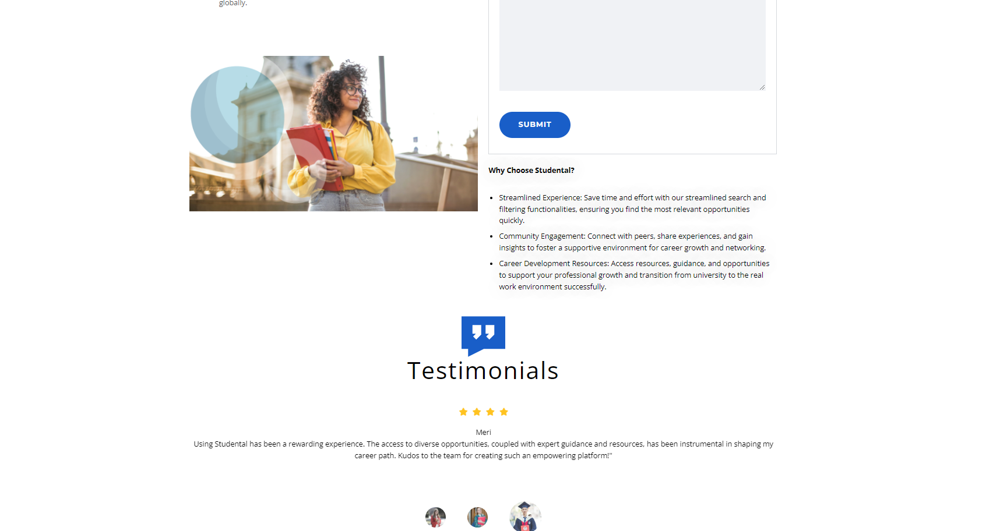 globally.
SUBMIT
Why Choose Studental?
Streamlined Experience: Save time and effort with our streamlined search and
filtering functionalities, ensuring you find the most relevant opportunities
quickly.
Community Engagement: Connect with peers, share experiences, and gain
insights to foster a supportive environment for career growth and networking.
Career Development Resources: Access resources, guidance, and opportunities
to support your professional growth and transition from university to the real
work environment successfully.
Testimonials
Meri
Using Studental has been a rewarding experience. The access to diverse opportunities, coupled with expert guidance and resources, has been instrumental in shaping my
career path. Kudos to the team for creating such an empowering platform!"